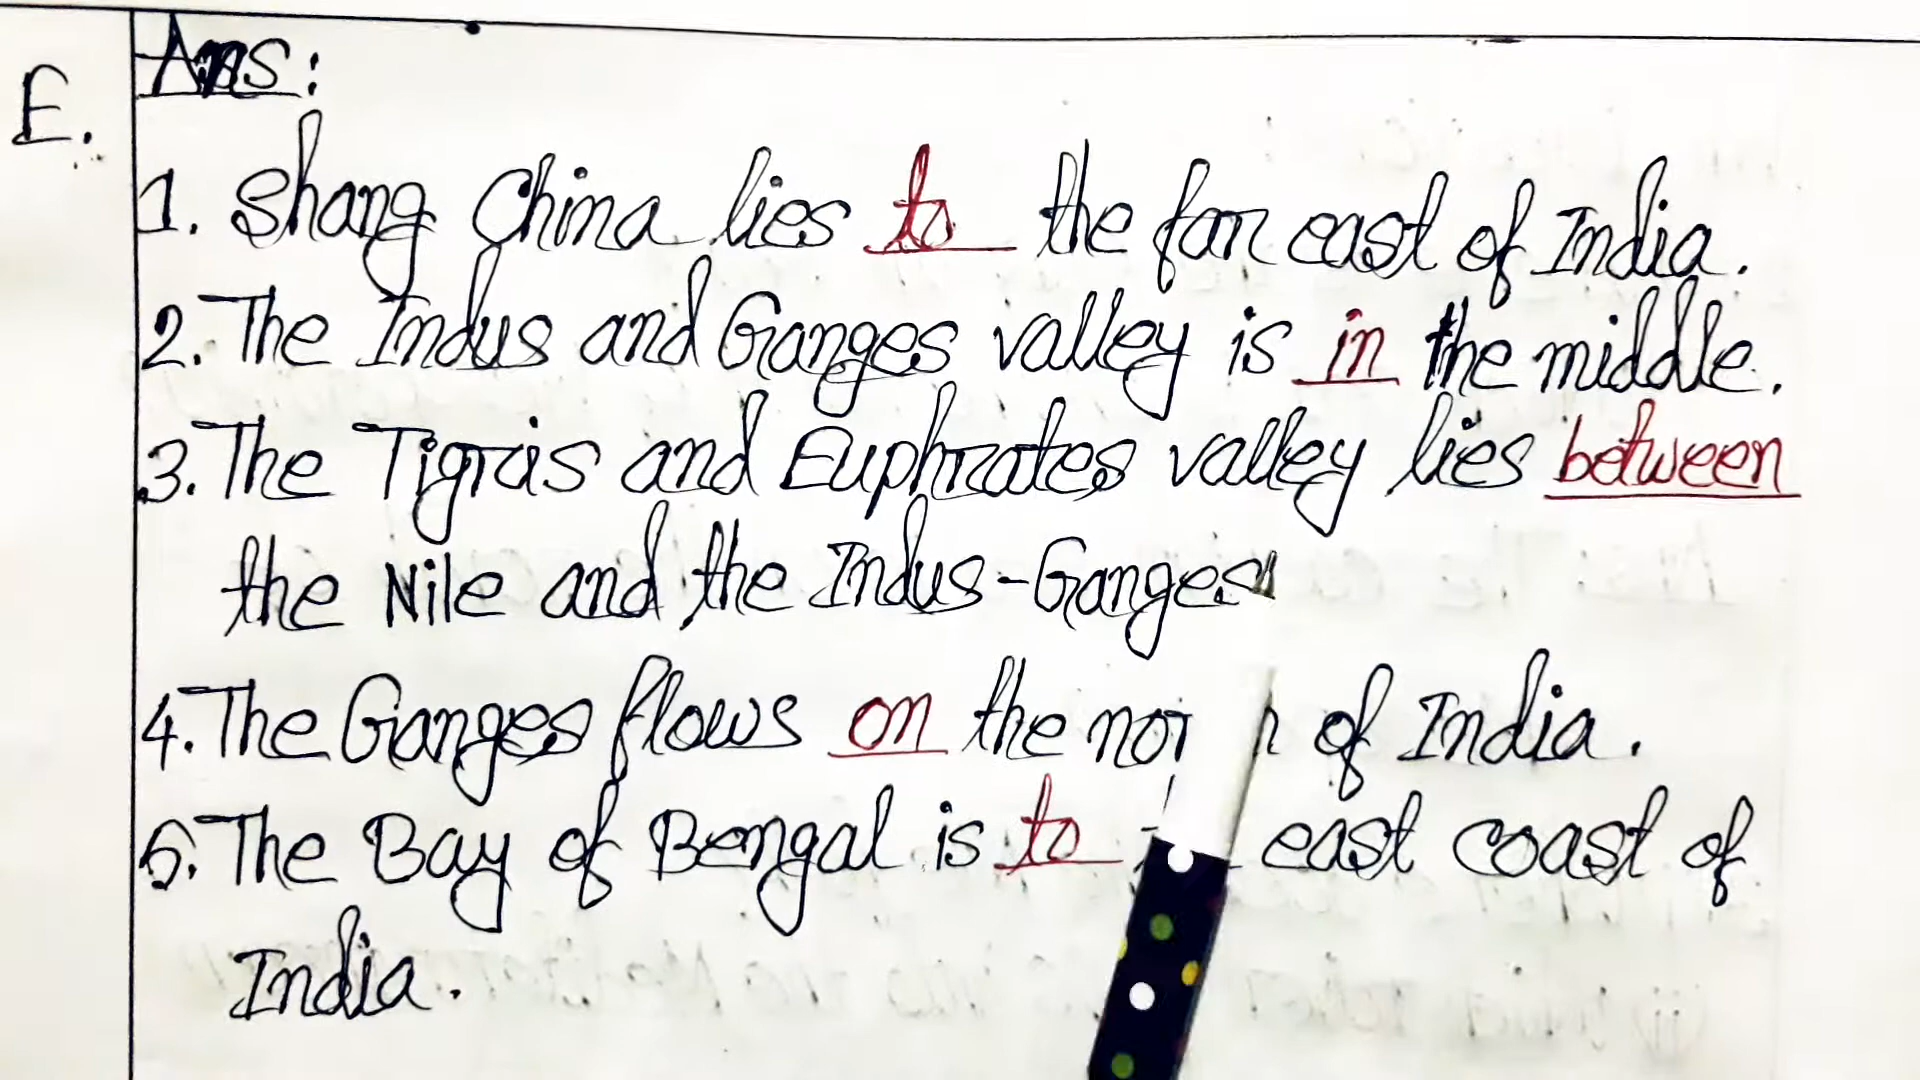 Ans:
E.
1. Shang China lies to the far east of India.
2. The Indus and Ganges valley is in the middle.
3. The Tigris and Euphrates valley lies between
the Nile and the Indus-Ganges
4. The Ganges flows on the of India.
5. The Bay of Bengal is to east coast of
India.